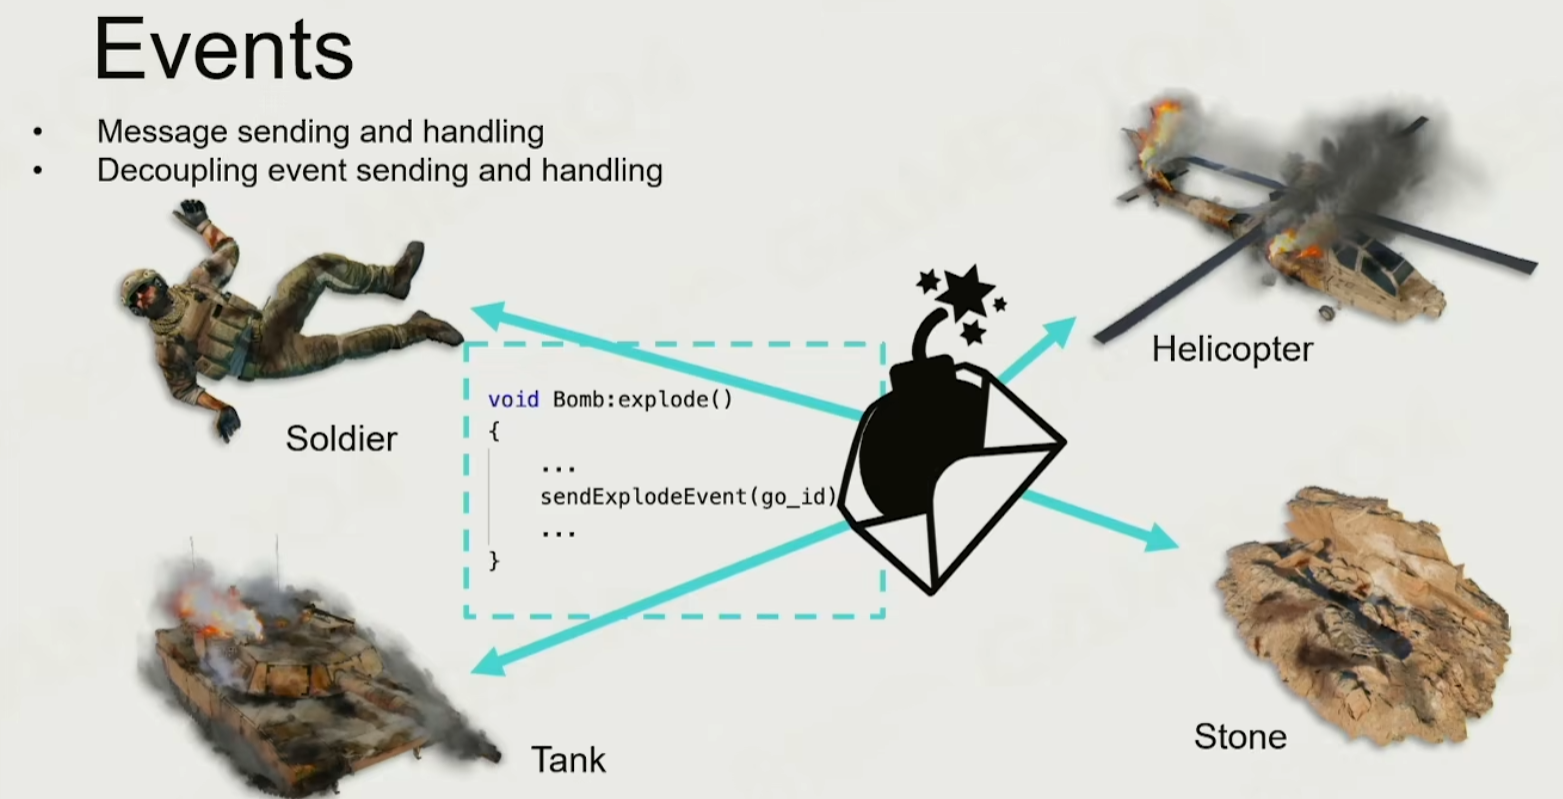 Events
• Message sending and handling
• Decoupling event sending and handling
Soldier
Helicopter
void Bomb:explode()
{
...
sendExplodeEvent(go_id)
...
}
Tank
Stone